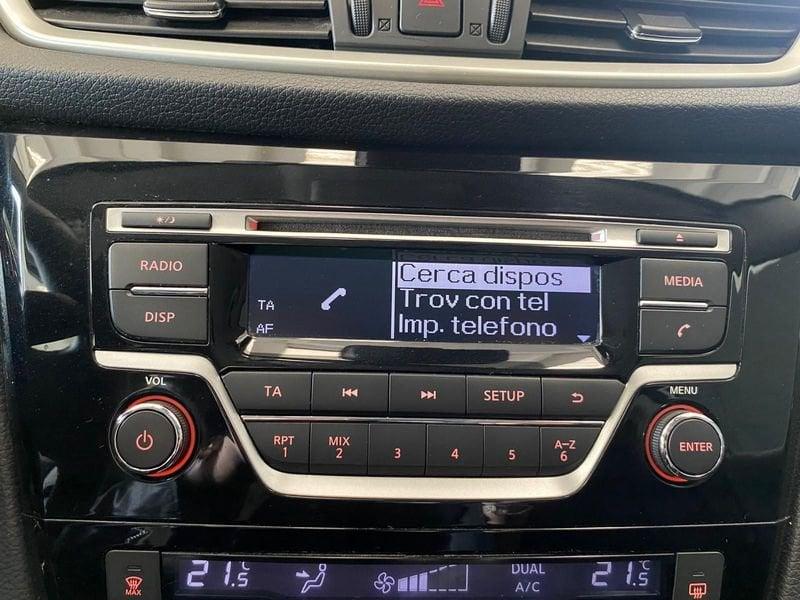 RADIO
DISP
TA
AF
Cerca dispos
Trov con tel
Imp. telefono
MEDIA
VOL
TA
SETUP
MENU
RPT
1
MIX
2
3
4
5
A-Z
6
ENTER
MAX
21.5°C
DUAL
A/C
21.5°C